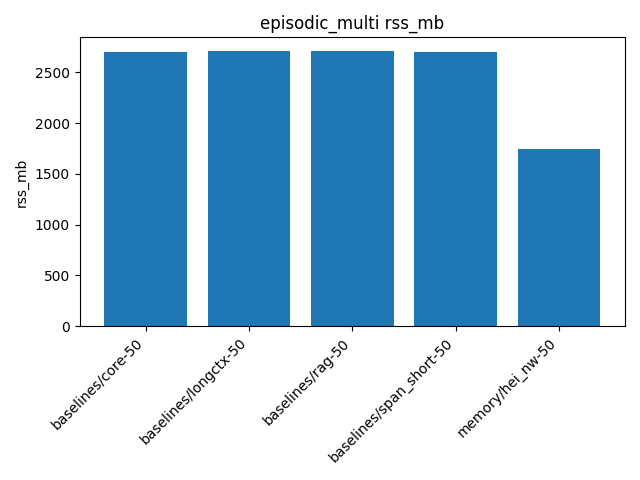 episodic_multi rss_mb
rss_mb
2500
2000
1500
1000
500
0
baselines/core-50
baselines/longctx-50
baselines/rag-50
baselines/span_short-50
memory/hei_nw-50